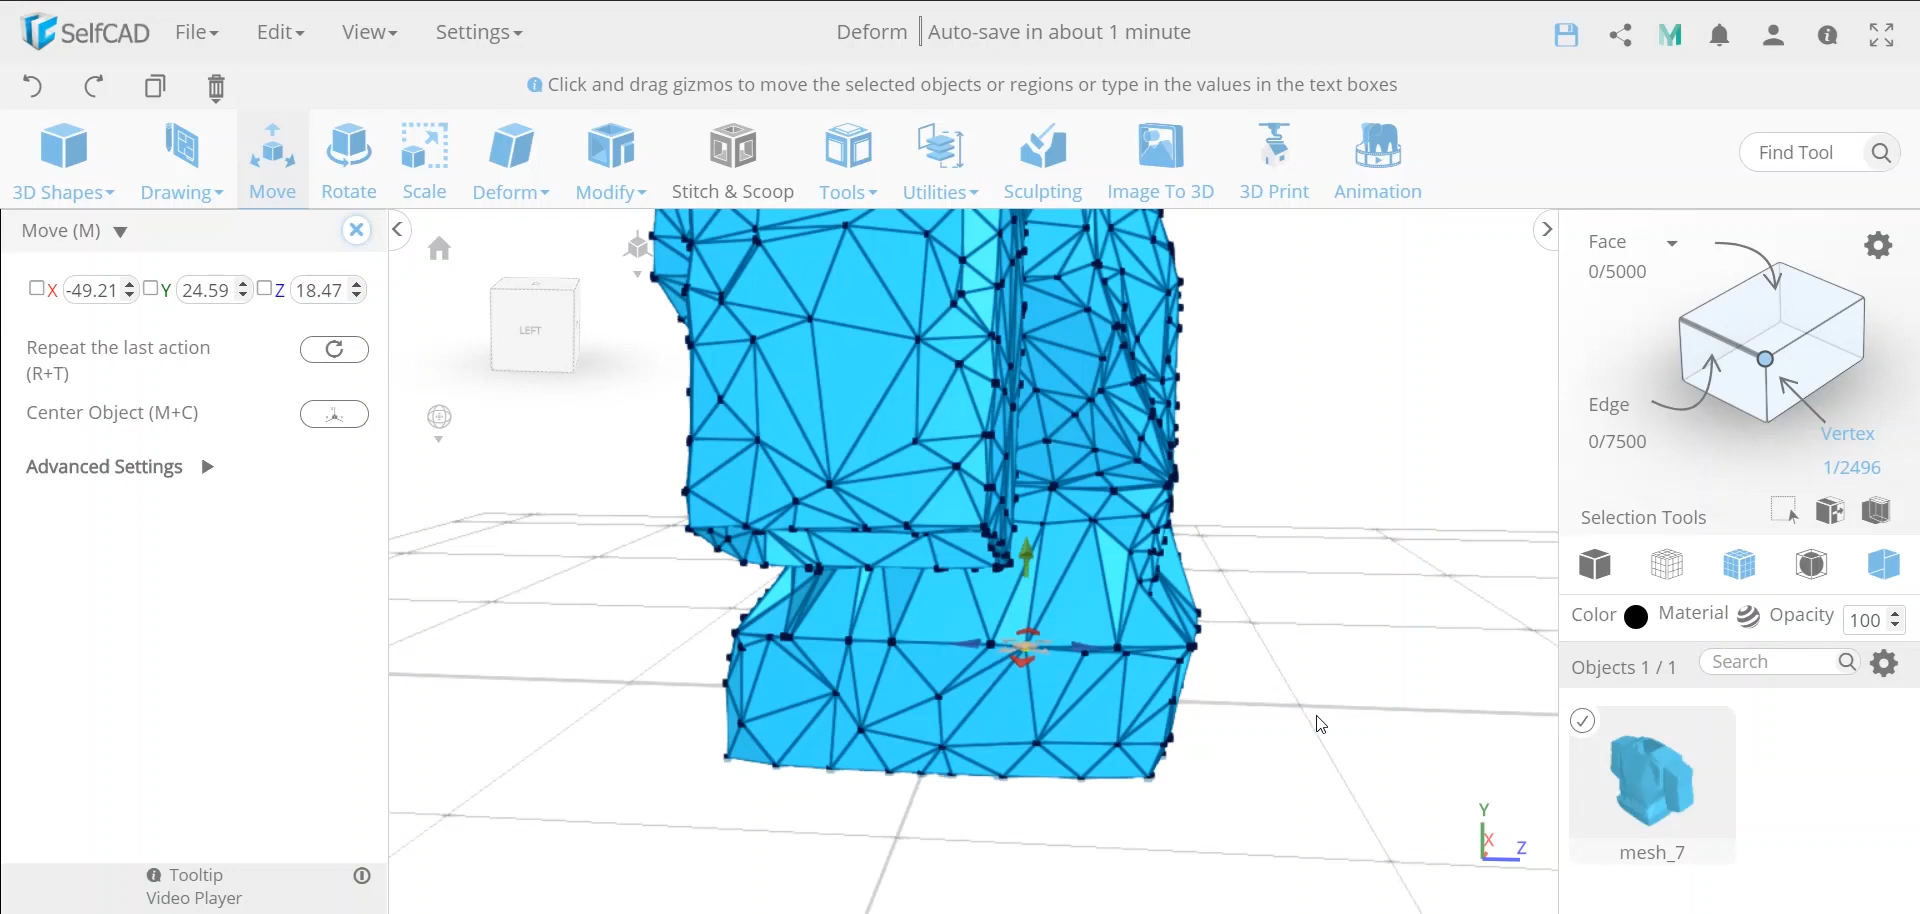 SelfCAD File Edit View Settings Deform Auto-save in about 1 minute
Click and drag gizmos to move the selected objects or regions or type in the values in the text boxes
3D Shapes Drawing Move Rotate Scale Deform Modify Stitch & Scoop Tools Utilities Sculpting Image To 3D 3D Print Animation Find Tool
Move (M)
X -49.21 Y 24.59 Z 18.47
Repeat the last action
(R+T)
Center Object (M+C)
Advanced Settings
Tooltip
Video Player
LEFT
Y
X
Z
Face
0/5000
Edge
0/7500
Vertex
1/2496
Selection Tools
Color Material Opacity 100
Objects 1 / 1 Search
mesh_7